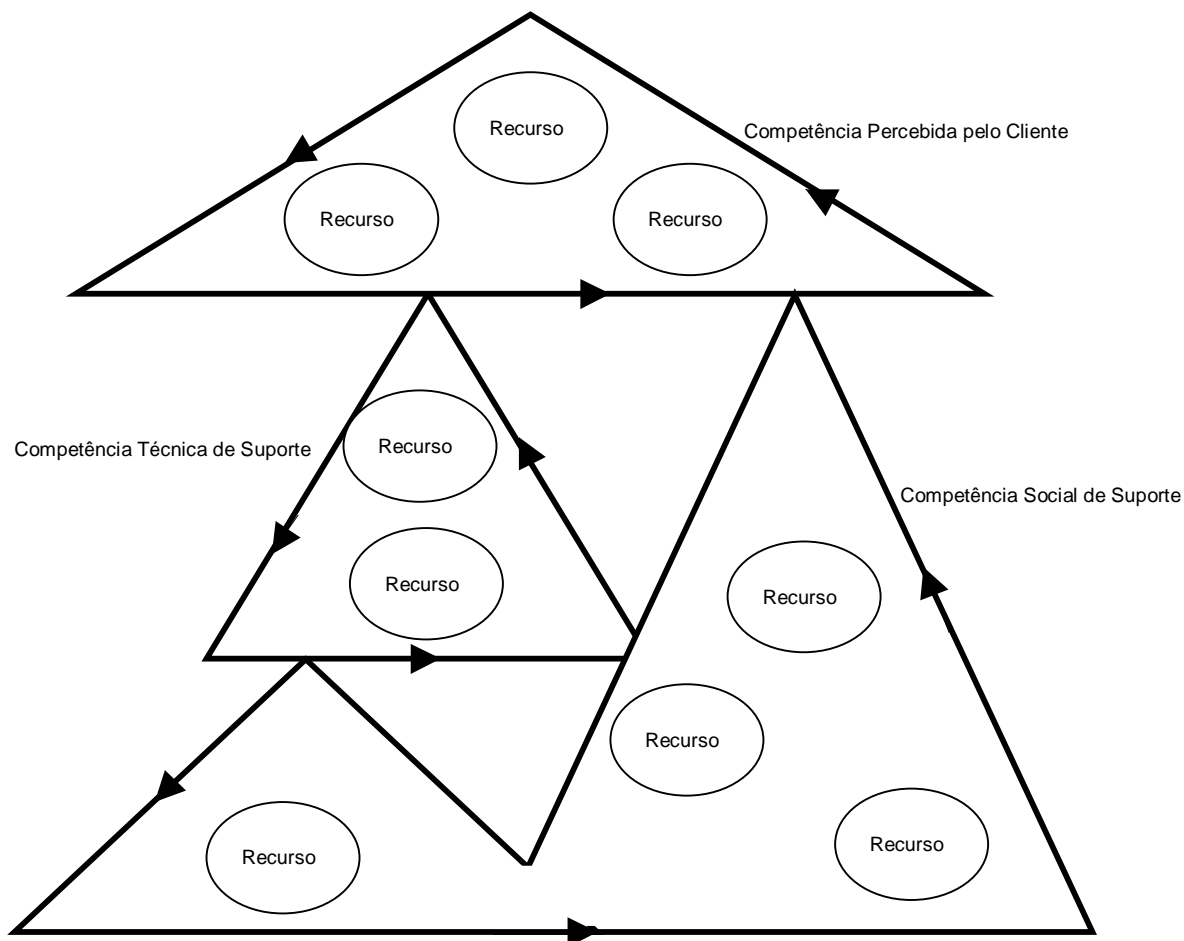 Recurso
Competência Percebida pelo Cliente
Recurso
Recurso
Recurso
Competência Técnica de Suporte
Competência Social de Suporte
Recurso
Recurso
Recurso
Recurso
Recurso